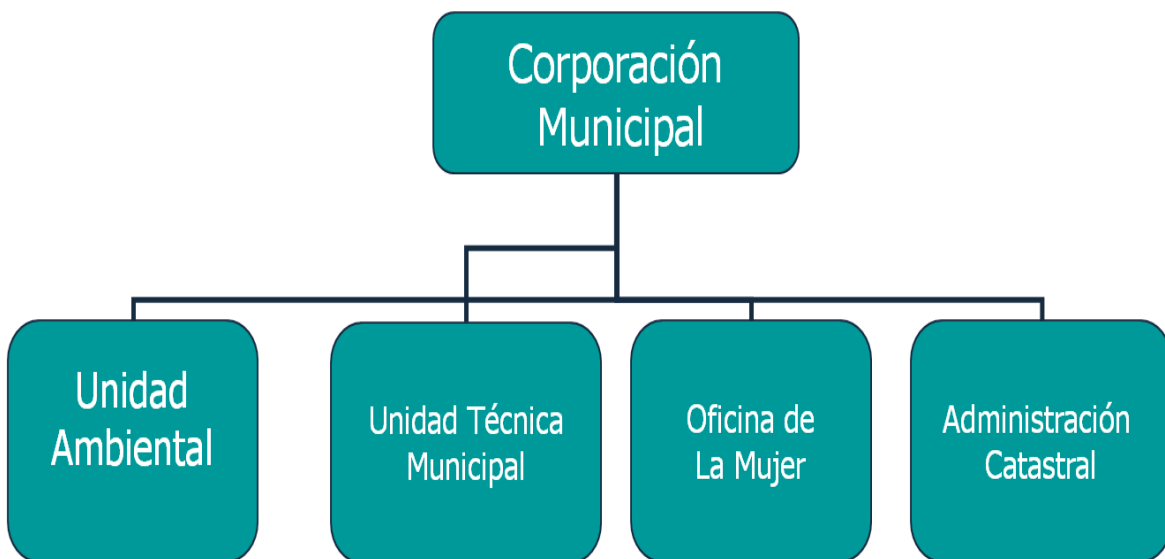 Corporación
Municipal
Unidad
Ambiental
Unidad Técnica
Municipal
Oficina de
La Mujer
Administración
Catastral